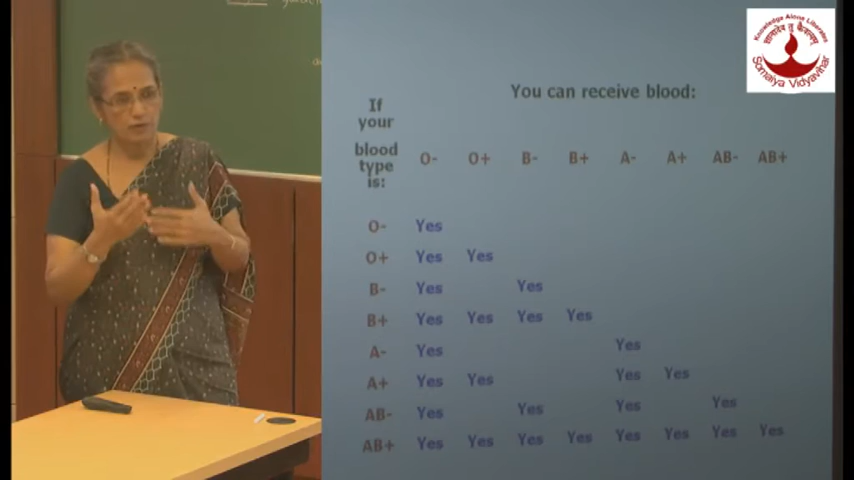 Knowledge Alone Liberates
Somaiya Vidyavihar
You can receive blood:
If
your
blood
type
is:
O- O+ B- B+ A- A+ AB- AB+
O- Yes
O+ Yes Yes
B- Yes Yes
B+ Yes Yes Yes Yes
A- Yes Yes
A+ Yes Yes Yes Yes
AB- Yes Yes Yes Yes
AB+ Yes Yes Yes Yes Yes Yes Yes Yes